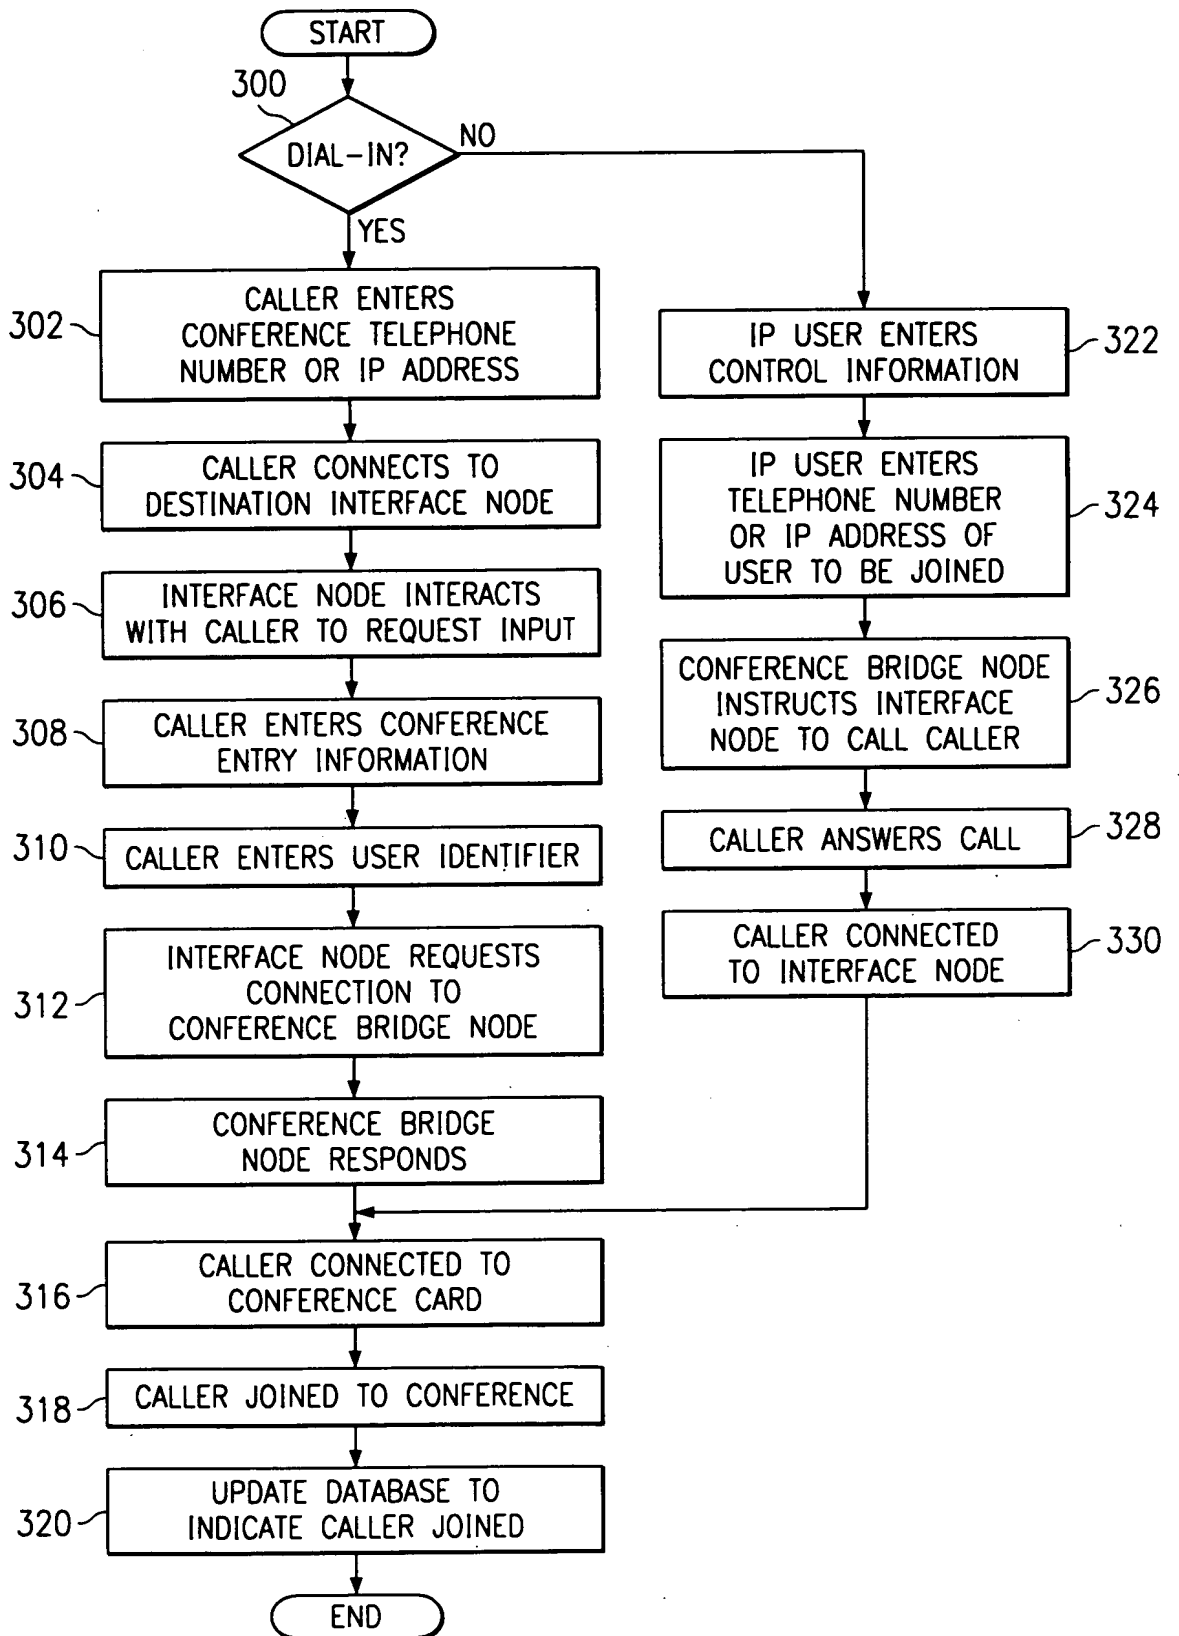 START
300
DIAL-IN?
NO
YES
302
CALLER ENTERS
CONFERENCE TELEPHONE
NUMBER OR IP ADDRESS
304
CALLER CONNECTS TO
DESTINATION INTERFACE NODE
306
INTERFACE NODE INTERACTS
WITH CALLER TO REQUEST INPUT
308
CALLER ENTERS CONFERENCE
ENTRY INFORMATION
310
CALLER ENTERS USER IDENTIFIER
312
INTERFACE NODE REQUESTS
CONNECTION TO
CONFERENCE BRIDGE NODE
314
CONFERENCE BRIDGE
NODE RESPONDS
322
IP USER ENTERS
CONTROL INFORMATION
324
IP USER ENTERS
TELEPHONE NUMBER
OR IP ADDRESS OF
USER TO BE JOINED
326
CONFERENCE BRIDGE NODE
INSTRUCTS INTERFACE
NODE TO CALL CALLER
328
CALLER ANSWERS CALL
330
CALLER CONNECTED
TO INTERFACE NODE
316
CALLER CONNECTED TO
CONFERENCE CARD
318
CALLER JOINED TO CONFERENCE
320
UPDATE DATABASE TO
INDICATE CALLER JOINED
END